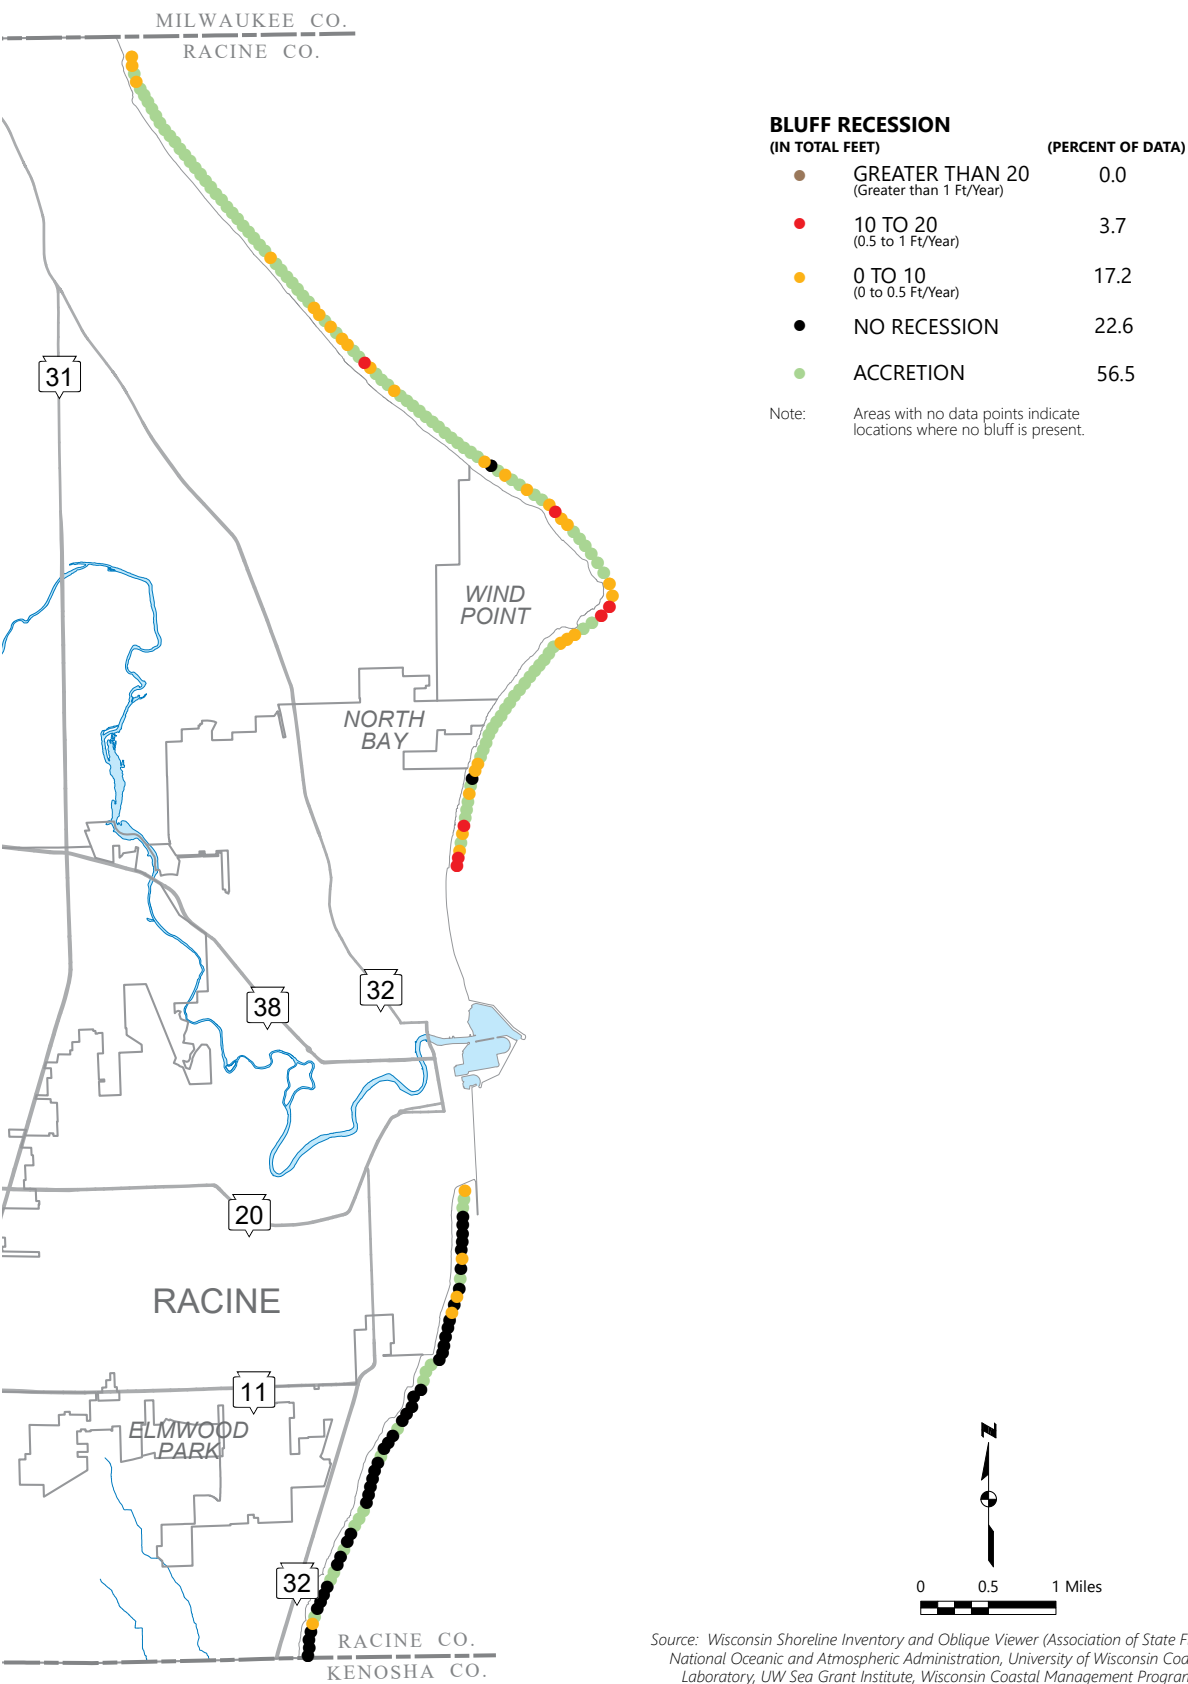 MILWAUKEE CO.
RACINE CO.
BLUFF RECESSION
(IN TOTAL FEET) (PERCENT OF DATA)
GREATER THAN 20 0.0
(Greater than 1 Ft/Year)
10 TO 20 3.7
(0.5 to 1 Ft/Year)
0 TO 10 17.2
(0 to 0.5 Ft/Year)
NO RECESSION 22.6
ACCRETION 56.5
Note: Areas with no data points indicate
locations where no bluff is present.
31
WIND
POINT
NORTH
BAY
32
38
20
RACINE
11
ELMWOOD
PARK
32
N
0 0.5 1 Miles
RACINE CO.
KENOSHA CO.
Source: Wisconsin Shoreline Inventory and Oblique Viewer (Association of State F
National Oceanic and Atmospheric Administration, University of Wisconsin Coa
Laboratory, UW Sea Grant Institute, Wisconsin Coastal Management Program